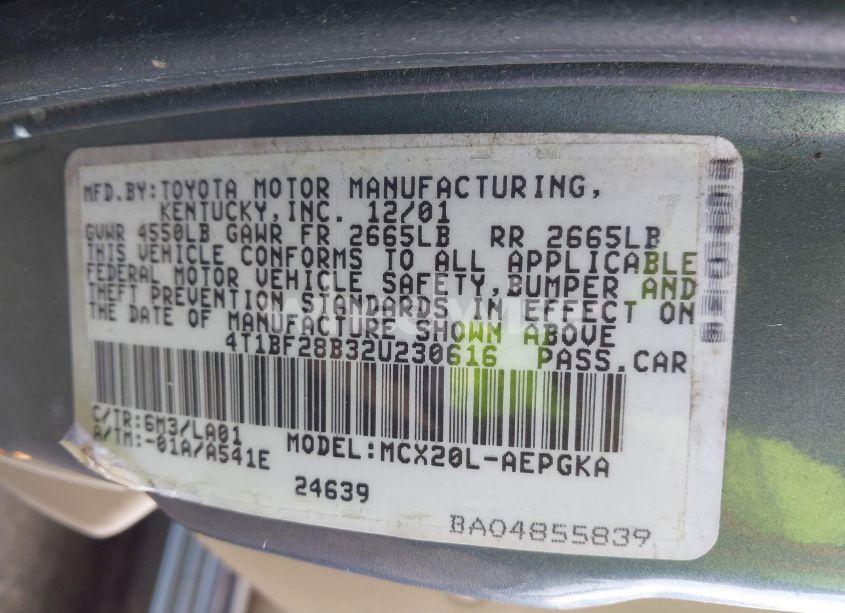 MFD.BY:TOYOTA MOTOR MANUFACTURING,
KENTUCKY,INC. 12/01
GVWR 4550LB GAWR FR 2665LB RR 2665LB
THIS VEHICLE CONFORMS TO ALL APPLICABLE
FEDERAL MOTOR VEHICLE SAFETY,BUMPER AND
THEFT PREVENTION STANDARDS IN EFFECT ON
THE DATE OF MANUFACTURE SHOWN ABOVE
4T1BF28B32U230616 PASS.CAR
C/TR:6M3/LA01
A/TM:-01A/A541E
MODEL:MCX20L-AEPGKA
24639
BA04855839